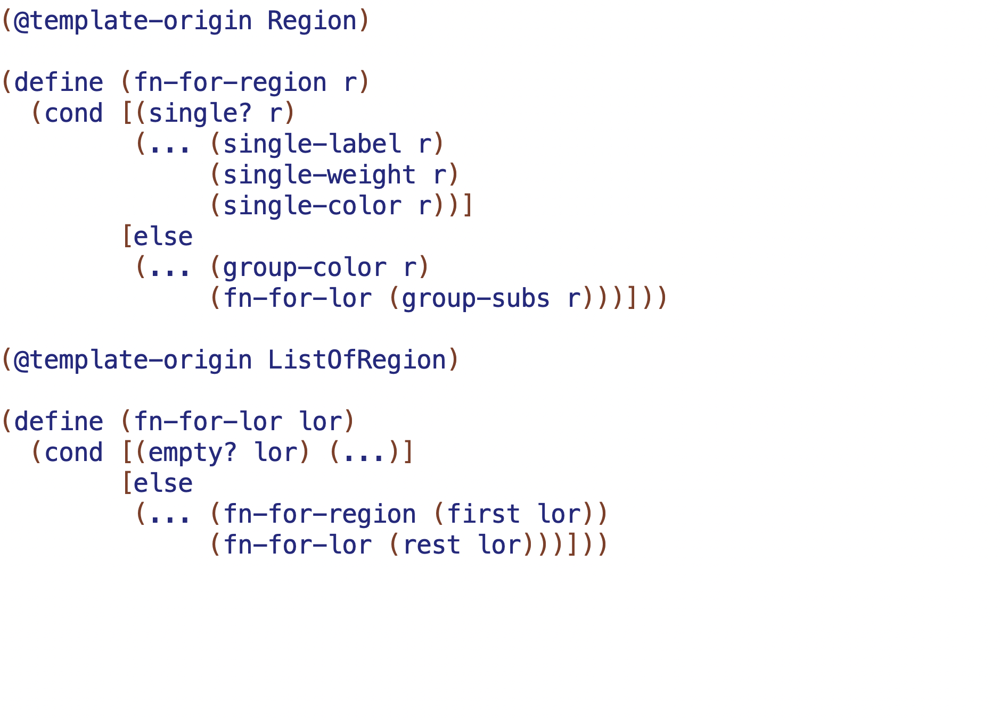 (@template-origin Region)

(define (fn-for-region r)
  (cond [(single? r)
         (... (single-label r)
              (single-weight r)
              (single-color r))]
        [else
         (... (group-color r)
              (fn-for-lor (group-subs r)))]))

(@template-origin ListOfRegion)

(define (fn-for-lor lor)
  (cond [(empty? lor) (...)]
        [else
         (... (fn-for-region (first lor))
              (fn-for-lor (rest lor)))]))